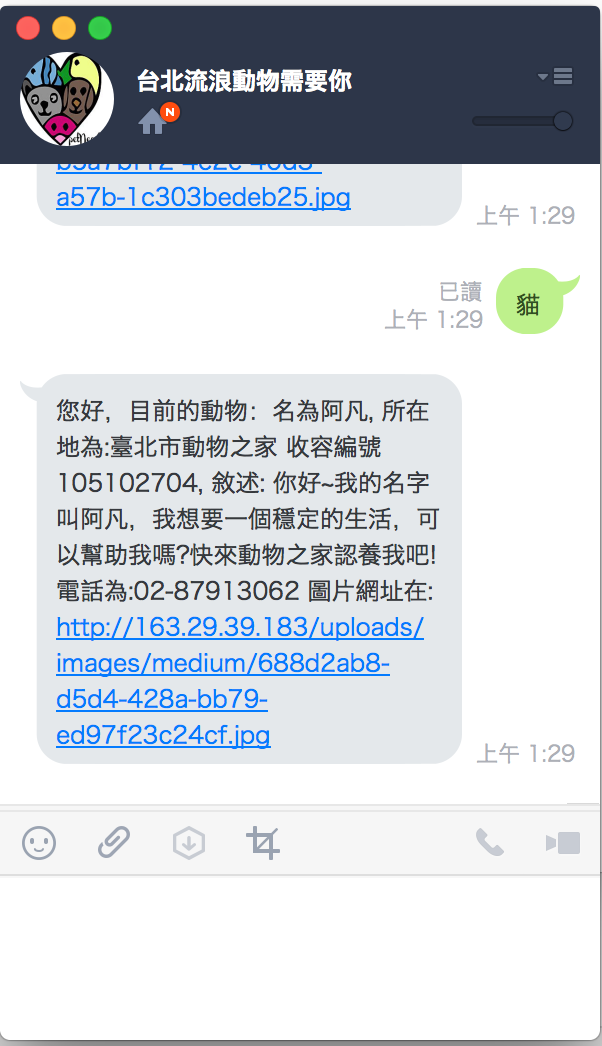 台北流浪動物需要你
N
a57b-1c303bedeb25.jpg
上午 1:29
已讀
上午 1:29
貓
您好，目前的動物：名為阿凡, 所在
地為:臺北市動物之家 收容編號
105102704, 敘述: 你好~我的名字
叫阿凡，我想要一個穩定的生活，可
以幫助我嗎?快來動物之家認養我吧!
電話為:02-87913062 圖片網址在:
http://163.29.39.183/uploads/
images/medium/688d2ab8-
d5d4-428a-bb79-
ed97f23c24cf.jpg
上午 1:29